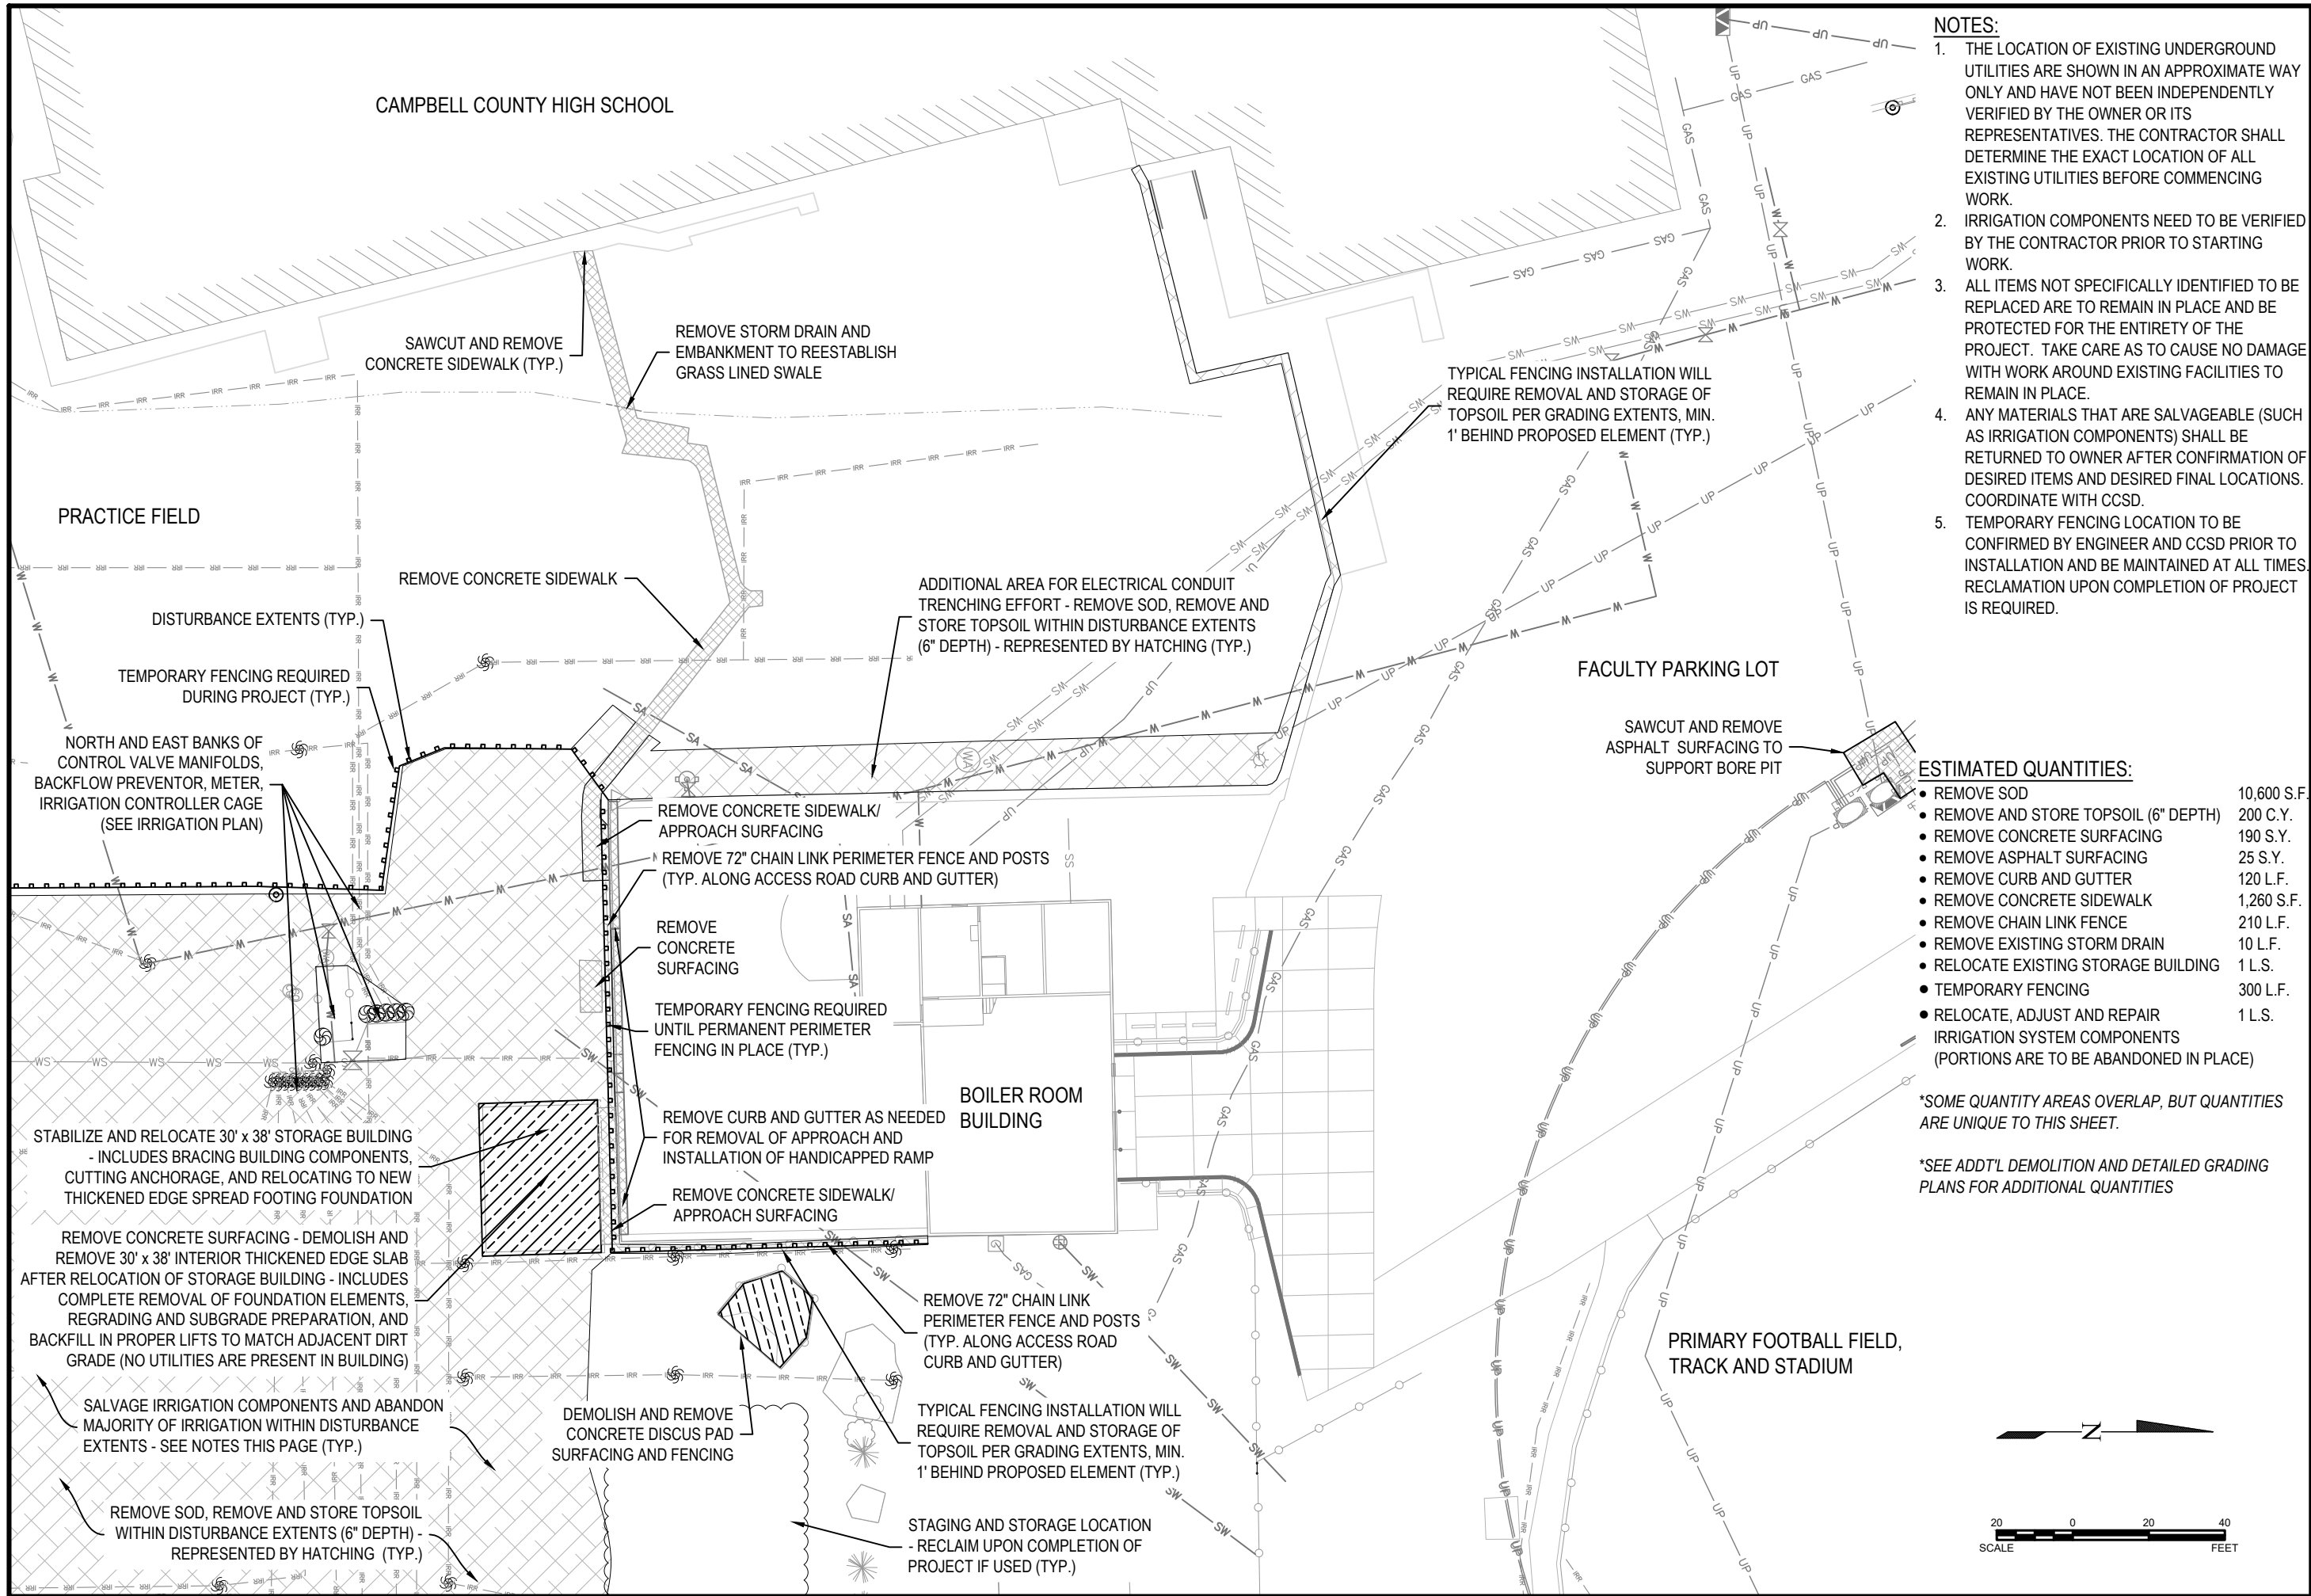 CAMPBELL COUNTY HIGH SCHOOL
SAWCUT AND REMOVE
CONCRETE SIDEWALK (TYP.)
REMOVE STORM DRAIN AND
EMBANKMENT TO REESTABLISH
GRASS LINED SWALE
TYPICAL FENCING INSTALLATION WILL
REQUIRE REMOVAL AND STORAGE OF
TOPSOIL PER GRADING EXTENTS, MIN.
1' BEHIND PROPOSED ELEMENT (TYP.)
PRACTICE FIELD
REMOVE CONCRETE SIDEWALK
DISTURBANCE EXTENTS (TYP.)
ADDITIONAL AREA FOR ELECTRICAL CONDUIT
TRENCHING EFFORT - REMOVE SOD, REMOVE AND
STORE TOPSOIL WITHIN DISTURBANCE EXTENTS
(6" DEPTH) - REPRESENTED BY HATCHING (TYP.)
TEMPORARY FENCING REQUIRED
DURING PROJECT (TYP.)
NORTH AND EAST BANKS OF
CONTROL VALVE MANIFOLDS,
BACKFLOW PREVENTOR, METER,
IRRIGATION CONTROLLER CAGE
(SEE IRRIGATION PLAN)
FACULTY PARKING LOT
SAWCUT AND REMOVE
ASPHALT SURFACING TO
SUPPORT BORE PIT
REMOVE CONCRETE SIDEWALK/
APPROACH SURFACING
REMOVE 72" CHAIN LINK PERIMETER FENCE AND POSTS
(TYP. ALONG ACCESS ROAD CURB AND GUTTER)
REMOVE
CONCRETE
SURFACING
TEMPORARY FENCING REQUIRED
UNTIL PERMANENT PERIMETER
FENCING IN PLACE (TYP.)
BOILER ROOM
BUILDING
REMOVE CURB AND GUTTER AS NEEDED
FOR REMOVAL OF APPROACH AND
INSTALLATION OF HANDICAPPED RAMP
REMOVE CONCRETE SIDEWALK/
APPROACH SURFACING
STABILIZE AND RELOCATE 30' x 38' STORAGE BUILDING
- INCLUDES BRACING BUILDING COMPONENTS,
CUTTING ANCHORAGE, AND RELOCATING TO NEW
THICKENED EDGE SPREAD FOOTING FOUNDATION
REMOVE CONCRETE SURFACING - DEMOLISH AND
REMOVE 30' x 38' INTERIOR THICKENED EDGE SLAB
AFTER RELOCATION OF STORAGE BUILDING - INCLUDES
COMPLETE REMOVAL OF FOUNDATION ELEMENTS,
REGRADING AND SUBGRADE PREPARATION, AND
BACKFILL IN PROPER LIFTS TO MATCH ADJACENT DIRT
GRADE (NO UTILITIES ARE PRESENT IN BUILDING)
SALVAGE IRRIGATION COMPONENTS AND ABANDON
MAJORITY OF IRRIGATION WITHIN DISTURBANCE
EXTENTS - SEE NOTES THIS PAGE (TYP.)
REMOVE SOD, REMOVE AND STORE TOPSOIL
WITHIN DISTURBANCE EXTENTS (6" DEPTH) -
REPRESENTED BY HATCHING (TYP.)
DEMOLISH AND REMOVE
CONCRETE DISCUS PAD
SURFACING AND FENCING
REMOVE 72" CHAIN LINK
PERIMETER FENCE AND POSTS
(TYP. ALONG ACCESS ROAD
CURB AND GUTTER)
TYPICAL FENCING INSTALLATION WILL
REQUIRE REMOVAL AND STORAGE OF
TOPSOIL PER GRADING EXTENTS, MIN.
1' BEHIND PROPOSED ELEMENT (TYP.)
STAGING AND STORAGE LOCATION
- RECLAIM UPON COMPLETION OF
PROJECT IF USED (TYP.)
PRIMARY FOOTBALL FIELD,
TRACK AND STADIUM
NOTES:
1. THE LOCATION OF EXISTING UNDERGROUND
UTILITIES ARE SHOWN IN AN APPROXIMATE WAY
ONLY AND HAVE NOT BEEN INDEPENDENTLY
VERIFIED BY THE OWNER OR ITS
REPRESENTATIVES. THE CONTRACTOR SHALL
DETERMINE THE EXACT LOCATION OF ALL
EXISTING UTILITIES BEFORE COMMENCING
WORK.
2. IRRIGATION COMPONENTS NEED TO BE VERIFIED
BY THE CONTRACTOR PRIOR TO STARTING
WORK.
3. ALL ITEMS NOT SPECIFICALLY IDENTIFIED TO BE
REPLACED ARE TO REMAIN IN PLACE AND BE
PROTECTED FOR THE ENTIRETY OF THE
PROJECT. TAKE CARE AS TO CAUSE NO DAMAGE
WITH WORK AROUND EXISTING FACILITIES TO
REMAIN IN PLACE.
4. ANY MATERIALS THAT ARE SALVAGEABLE (SUCH
AS IRRIGATION COMPONENTS) SHALL BE
RETURNED TO OWNER AFTER CONFIRMATION OF
DESIRED ITEMS AND DESIRED FINAL LOCATIONS.
COORDINATE WITH CCSD.
5. TEMPORARY FENCING LOCATION TO BE
CONFIRMED BY ENGINEER AND CCSD PRIOR TO
INSTALLATION AND BE MAINTAINED AT ALL TIMES.
RECLAMATION UPON COMPLETION OF PROJECT
IS REQUIRED.
ESTIMATED QUANTITIES:
• REMOVE SOD 10,600 S.F.
• REMOVE AND STORE TOPSOIL (6" DEPTH) 200 C.Y.
• REMOVE CONCRETE SURFACING 190 S.Y.
• REMOVE ASPHALT SURFACING 25 S.Y.
• REMOVE CURB AND GUTTER 120 L.F.
• REMOVE CONCRETE SIDEWALK 1,260 S.F.
• REMOVE CHAIN LINK FENCE 210 L.F.
• REMOVE EXISTING STORM DRAIN 10 L.F.
• RELOCATE EXISTING STORAGE BUILDING 1 L.S.
• TEMPORARY FENCING 300 L.F.
• RELOCATE, ADJUST AND REPAIR 1 L.S.
IRRIGATION SYSTEM COMPONENTS
(PORTIONS ARE TO BE ABANDONED IN PLACE)
*SOME QUANTITY AREAS OVERLAP, BUT QUANTITIES
ARE UNIQUE TO THIS SHEET.
*SEE ADDT'L DEMOLITION AND DETAILED GRADING
PLANS FOR ADDITIONAL QUANTITIES
N
20 0 20 40
SCALE FEET